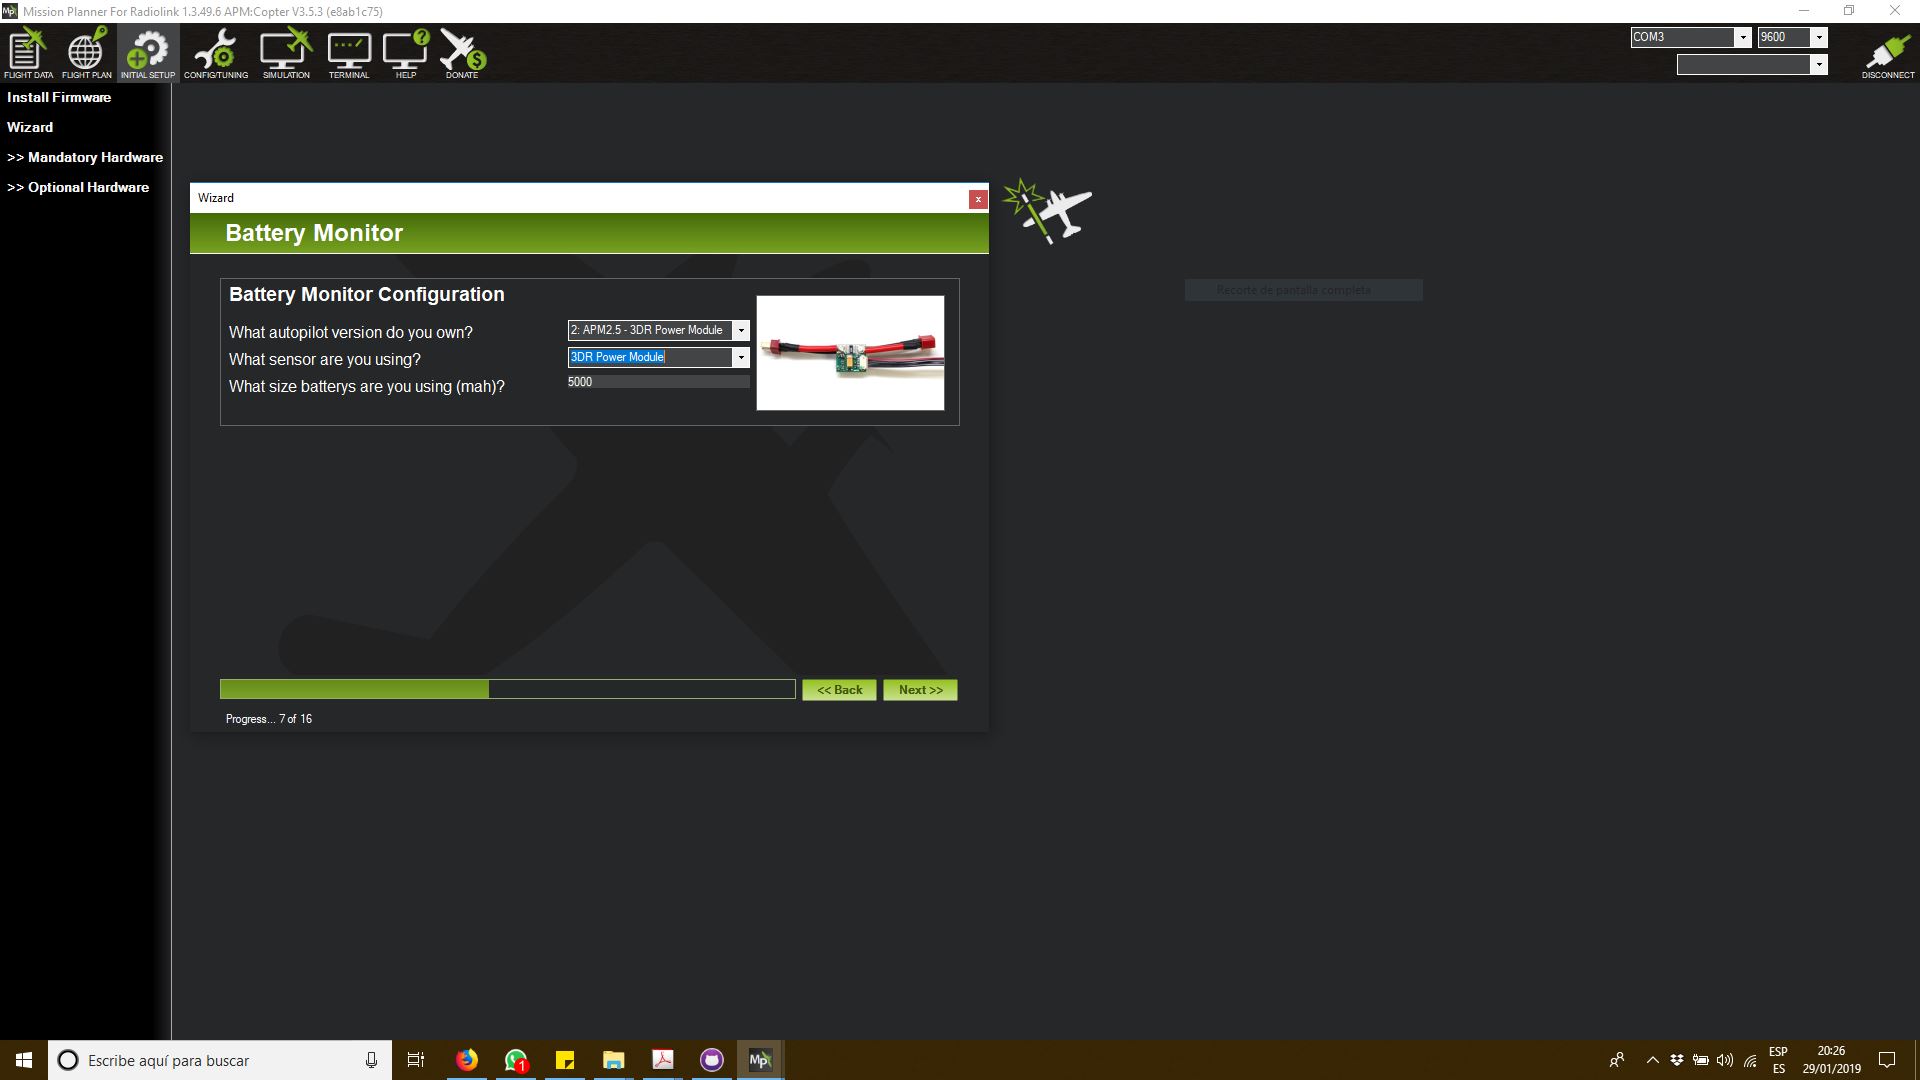 Mission Planner For Radiolink 1.3.49.6 APM:Copter V3.5.3 (e8ab1c75)
FLIGHT DATA
FLIGHT PLAN
INITIAL SETUP
CONFIG/TUNING
SIMULATION
TERMINAL
HELP
DONATE
COM3
9600
DISCONNECT
Install Firmware
Wizard
>> Mandatory Hardware
>> Optional Hardware
Wizard
x
Battery Monitor
Battery Monitor Configuration
What autopilot version do you own?
2: APM2.5 - 3DR Power Module
What sensor are you using?
3DR Power Module
What size batterys are you using (mah)?
5000
Recorte de pantalla completa
<< Back
Next >>
Progress... 7 of 16
Escribe aquí para buscar
1
Mp
ESP
ES
20:26
29/01/2019